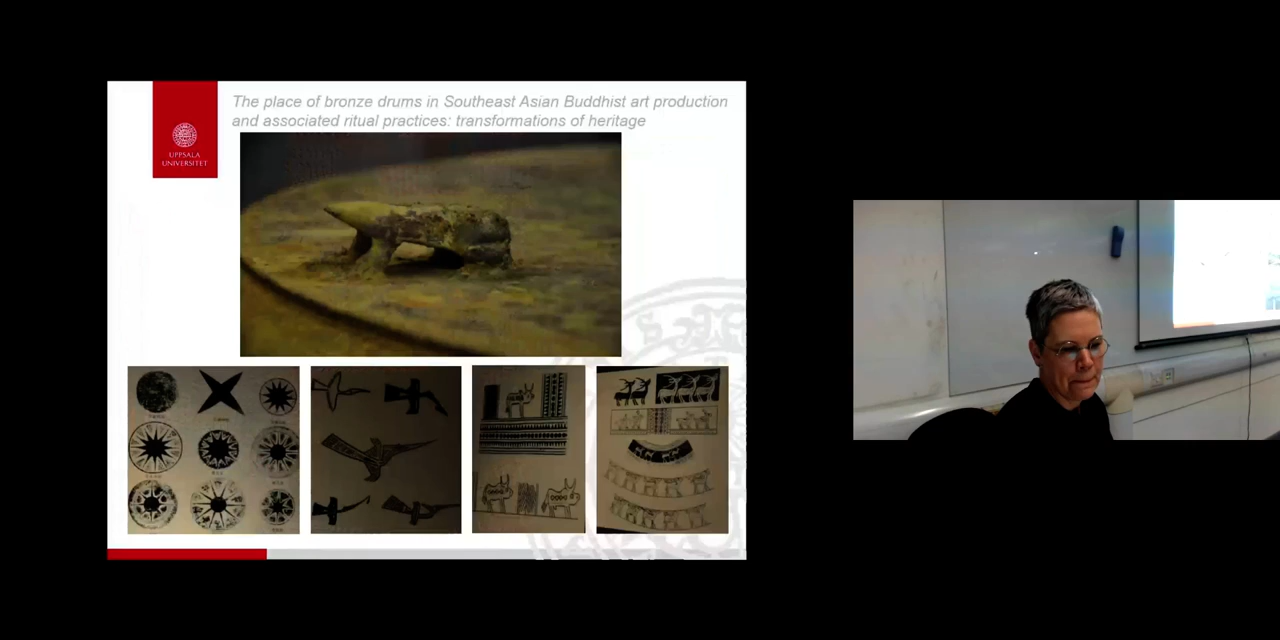 The place of bronze drums in Southeast Asian Buddhist art production
and associated ritual practices: transformations of heritage
UPPSALA
UNIVERSITET